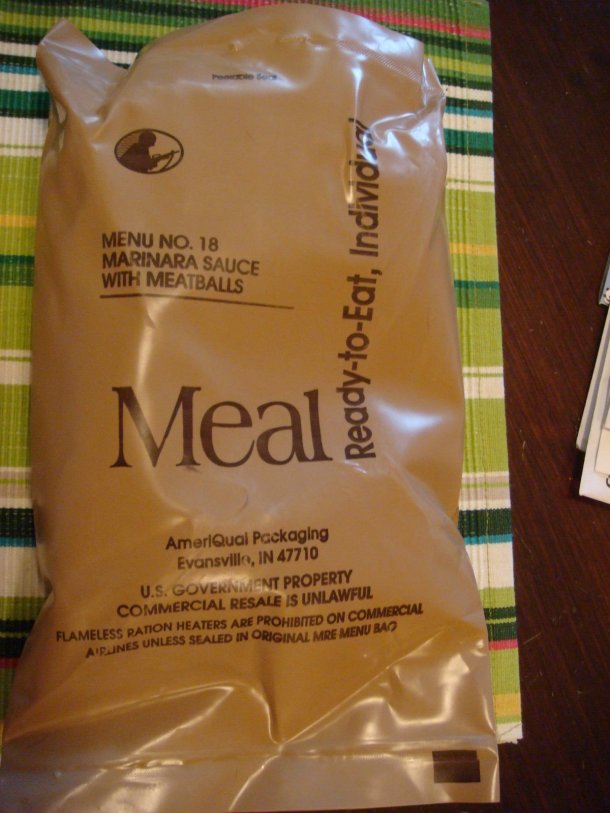 Peelable Seal
MENU NO. 18
MARINARA SAUCE
WITH MEATBALLS
Meal
Ready-to-Eat, Individual
AmeriQual Packaging
Evansville, IN 47710
U.S. GOVERNMENT PROPERTY
COMMERCIAL RESALE IS UNLAWFUL
FLAMELESS RATION HEATERS ARE PROHIBITED ON COMMERCIAL
AIRLINES UNLESS SEALED IN ORIGINAL MRE MENU BAG